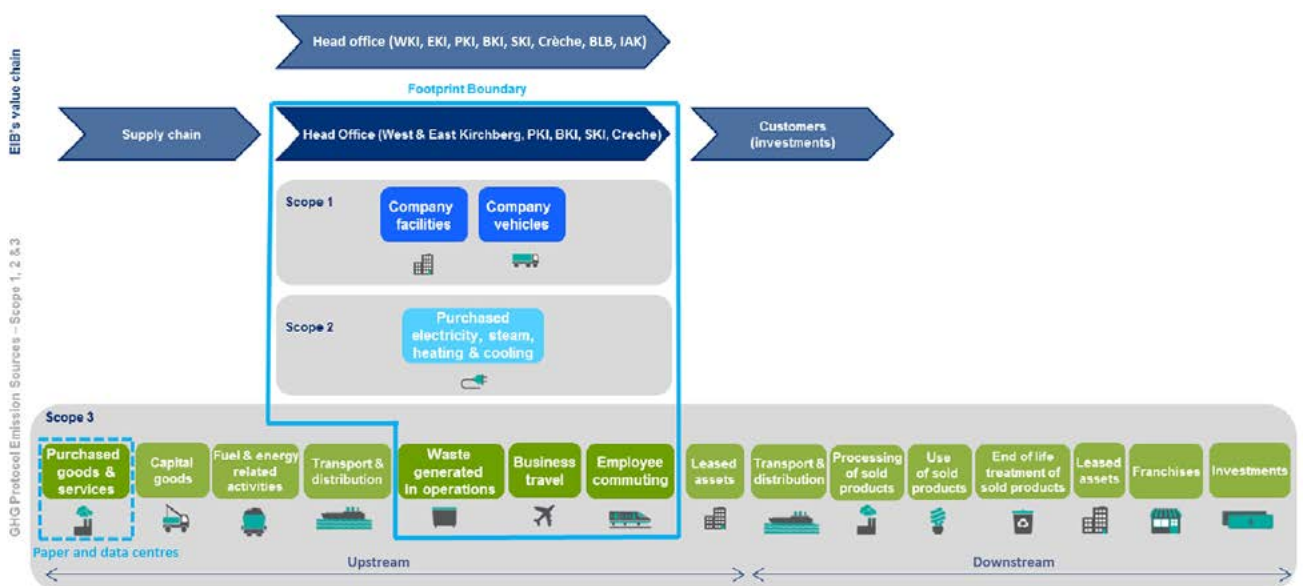 Head office (WKI, EKI, PKI, BKI, SKI, Crèche, BLB, IAK)
EIB's value chain
Footprint Boundary
Supply chain
Head Office (West & East Kirchberg, PKI, BKI, SKI, Creche)
Customers
(investments)
GHG Protocol Emission Sources – Scope 1, 2 &3
Scope 1
Company
facilities
Company
vehicles
Scope 2
Purchased
electricity, steam,
heating & cooling
Scope 3
Purchased
goods &
services
Capital
goods
Fuel & energy
related
activities
Transport &
distribution
Waste
generated
in operations
Business
travel
Employee
commuting
Leased
assets
Transport &
distribution
Processing
of sold
products
Use
of sold
products
End of life
treatment of
sold products
Leased
assets
Franchises
Investments
Paper and data centres
Upstream
Downstream